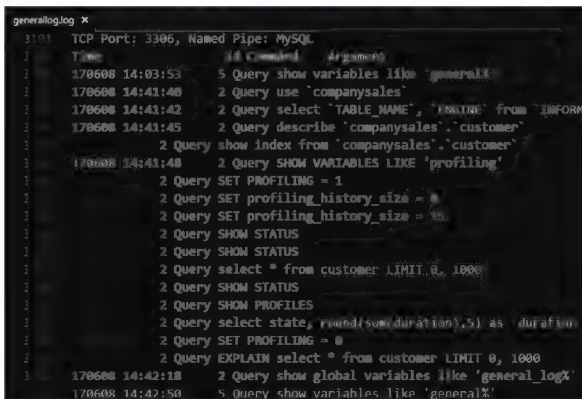 generallog.log ×
3101 TCP Port: 3306, Named Pipe: MySQL
Time Id Command Argument
170608 14:03:53 5 Query show variables like 'general%'
170608 14:41:40 2 Query use `companysales`
170608 14:41:42 2 Query select `TABLE_NAME`, `ENGINE` from `INFORM
170608 14:41:45 2 Query describe `companysales`.`customer`
2 Query show index from `companysales`.`customer`
170608 14:41:48 2 Query SHOW VARIABLES LIKE 'profiling'
2 Query SET PROFILING = 1
2 Query SET profiling_history_size =
2 Query SET profiling_history_size = 15
2 Query SHOW STATUS
2 Query SHOW STATUS
2 Query select * from customer LIMIT 0, 1000
2 Query SHOW STATUS
2 Query SHOW PROFILES
2 Query select state, round(sum(duration),5) as `duration
2 Query SET PROFILING = 0
2 Query EXPLAIN select * from customer LIMIT 0, 1000
170608 14:42:18 2 Query show global variables like 'general_log%'
170608 14:42:50 5 Query show variables like 'general%'